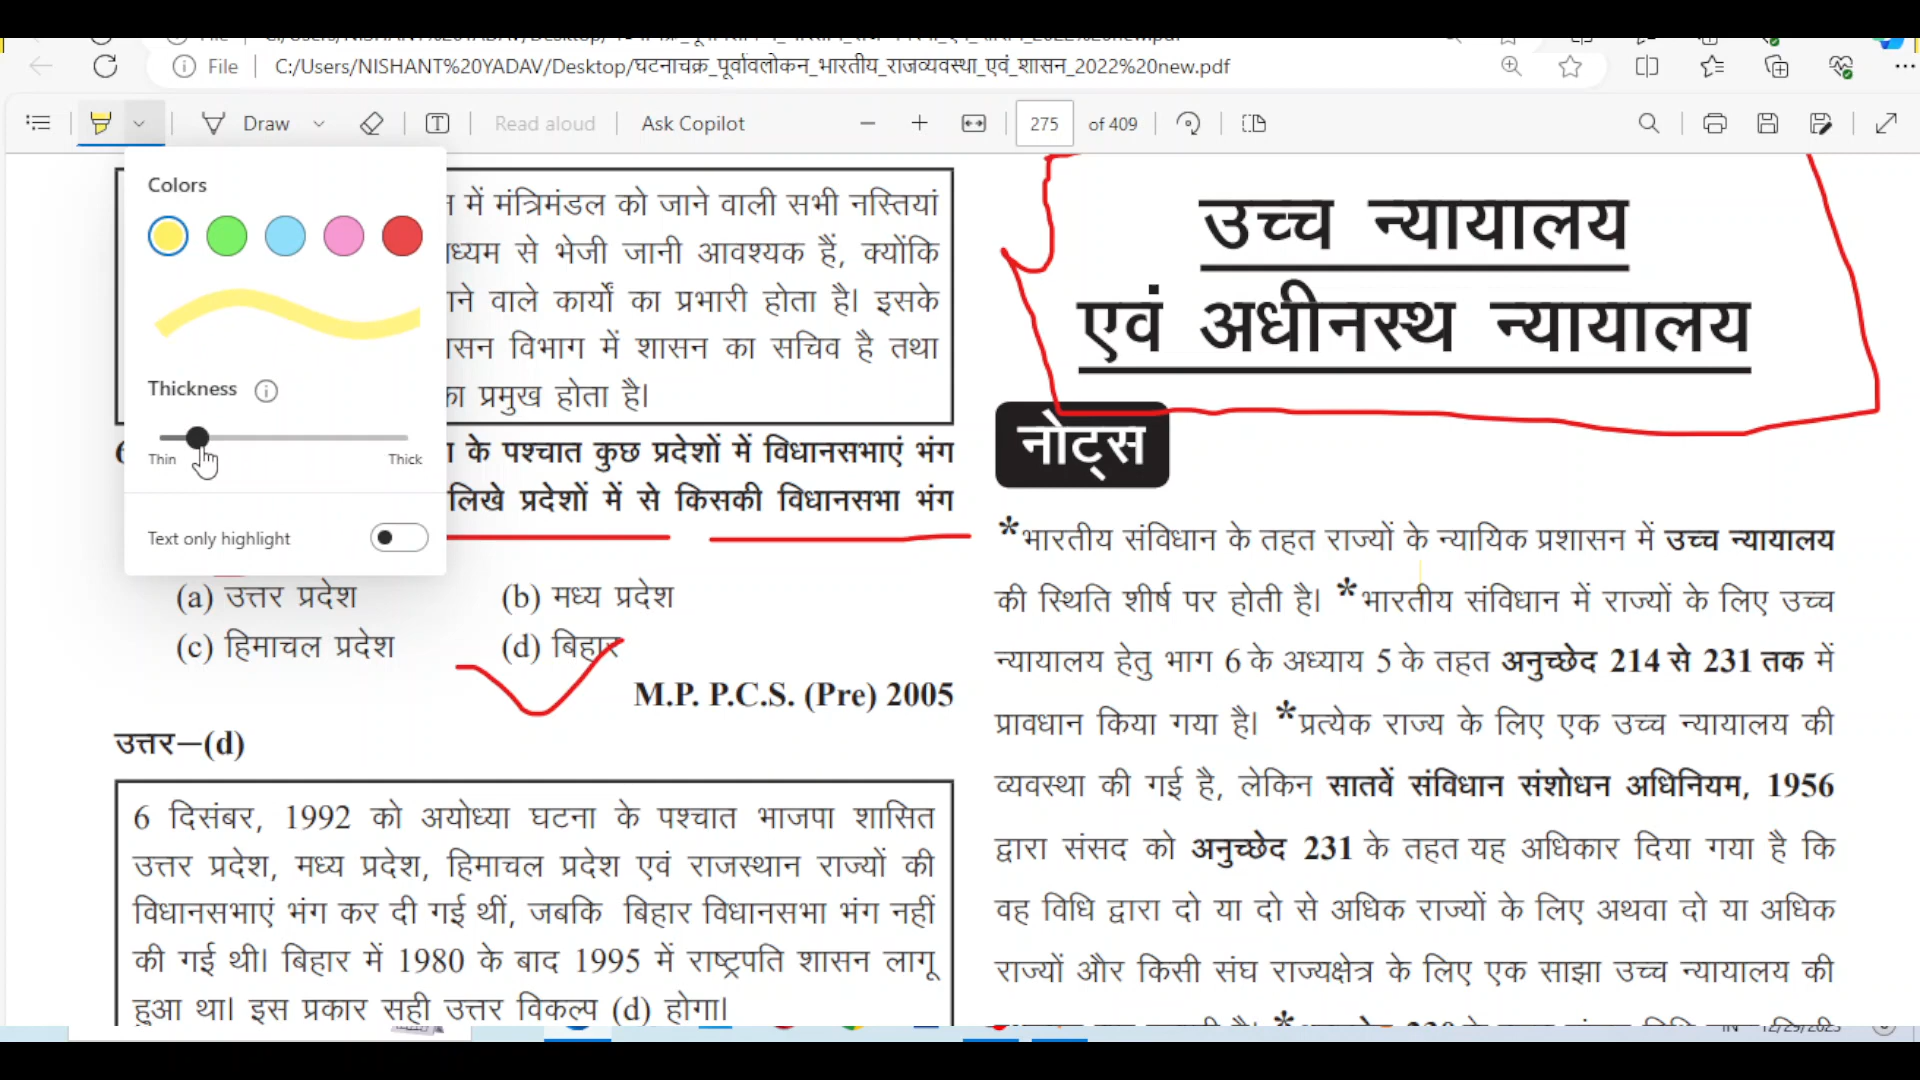 File C:/Users/NISHANT%20YADAV/Desktop/घटनाचक्र_पूर्वावलोकन_भारतीय_राजव्यवस्था_एवं_शासन_2022%20new.pdf
Draw Read aloud Ask Copilot 275 of 409
Colors
Thickness
Thin Thick
Text only highlight
में मंत्रिमंडल को जाने वाली सभी नस्तियां
से भेजी जानी आवश्यक हैं, क्योंकि
वाले कार्यों का प्रभारी होता है। इसके
विभाग में शासन का सचिव है तथा
प्रमुख होता है।
के पश्चात कुछ प्रदेशों में विधानसभाएं भंग
प्रदेशों में से किसकी विधानसभा भंग
(a) उत्तर प्रदेश (b) मध्य प्रदेश
(c) हिमाचल प्रदेश (d) बिहार
M.P. P.C.S. (Pre) 2005
उत्तर—(d)
6 दिसंबर, 1992 को अयोध्या घटना के पश्चात भाजपा शासित
उत्तर प्रदेश, मध्य प्रदेश, हिमाचल प्रदेश एवं राजस्थान राज्यों की
विधानसभाएं भंग कर दी गई थीं, जबकि बिहार विधानसभा भंग नहीं
की गई थी। बिहार में 1980 के बाद 1995 में राष्ट्रपति शासन लागू
हुआ था। इस प्रकार सही उत्तर विकल्प (d) होगा।
उच्च न्यायालय
एवं अधीनस्थ न्यायालय
नोट्स
*भारतीय संविधान के तहत राज्यों के न्यायिक प्रशासन में उच्च न्यायालय
की स्थिति शीर्ष पर होती है। *भारतीय संविधान में राज्यों के लिए उच्च
न्यायालय हेतु भाग 6 के अध्याय 5 के तहत अनुच्छेद 214 से 231 तक में
प्रावधान किया गया है। *प्रत्येक राज्य के लिए एक उच्च न्यायालय की
व्यवस्था की गई है, लेकिन सातवें संविधान संशोधन अधिनियम, 1956
द्वारा संसद को अनुच्छेद 231 के तहत यह अधिकार दिया गया है कि
वह विधि द्वारा दो या दो से अधिक राज्यों के लिए अथवा दो या अधिक
राज्यों और किसी संघ राज्यक्षेत्र के लिए एक साझा उच्च न्यायालय की